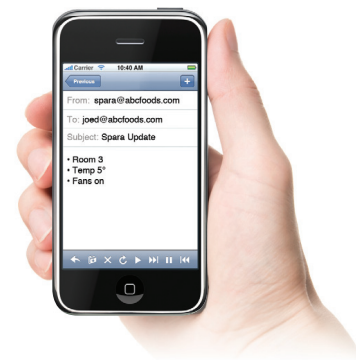 Carrier 10:40 AM
Previous +
From: spara@abcfoods.com
To: joed@abcfoods.com
Subject: Spara Update
• Room 3
• Temp 5°
• Fans on